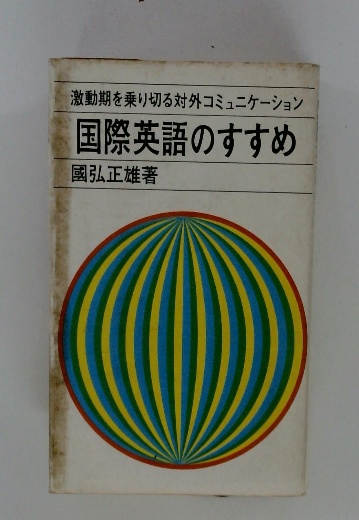 激動期を乗り切る対外コミュニケーション
国際英語のすすめ
國弘正雄著